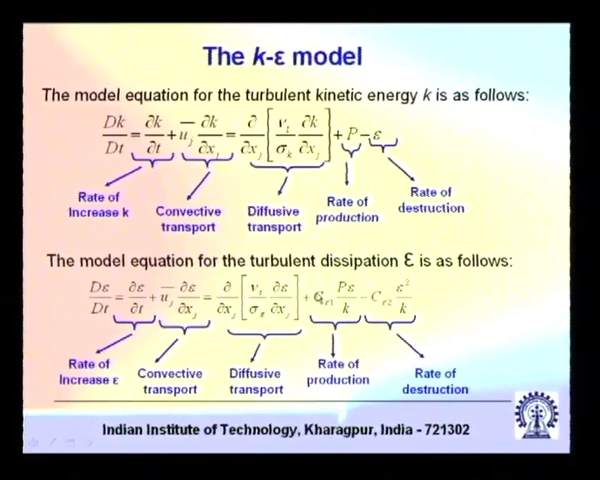 The k-ε model
The model equation for the turbulent kinetic energy k is as follows:
Dk/Dt = ∂k/∂t + u̅_j ∂k/∂x_j = ∂/∂x_j [ν_t/σ_k ∂k/∂x_j] + P − ε
Rate of Increase k
Convective transport
Diffusive transport
Rate of production
Rate of destruction
The model equation for the turbulent dissipation ε is as follows:
Dε/Dt = ∂ε/∂t + u̅_j ∂ε/∂x_j = ∂/∂x_j [ν_t/σ_ε ∂ε/∂x_j] + C_ε1 Pε/k − C_ε2 ε²/k
Rate of Increase ε
Convective transport
Diffusive transport
Rate of production
Rate of destruction
Indian Institute of Technology, Kharagpur, India - 721302